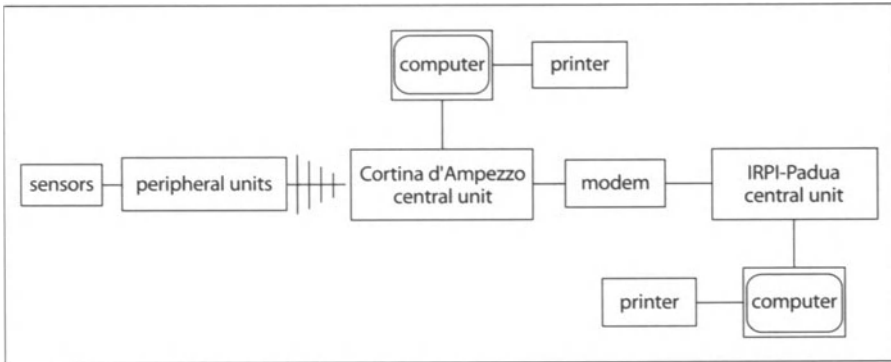 computer
printer
sensors
peripheral units
Cortina d'Ampezzo
central unit
modem
IRPI-Padua
central unit
printer
computer